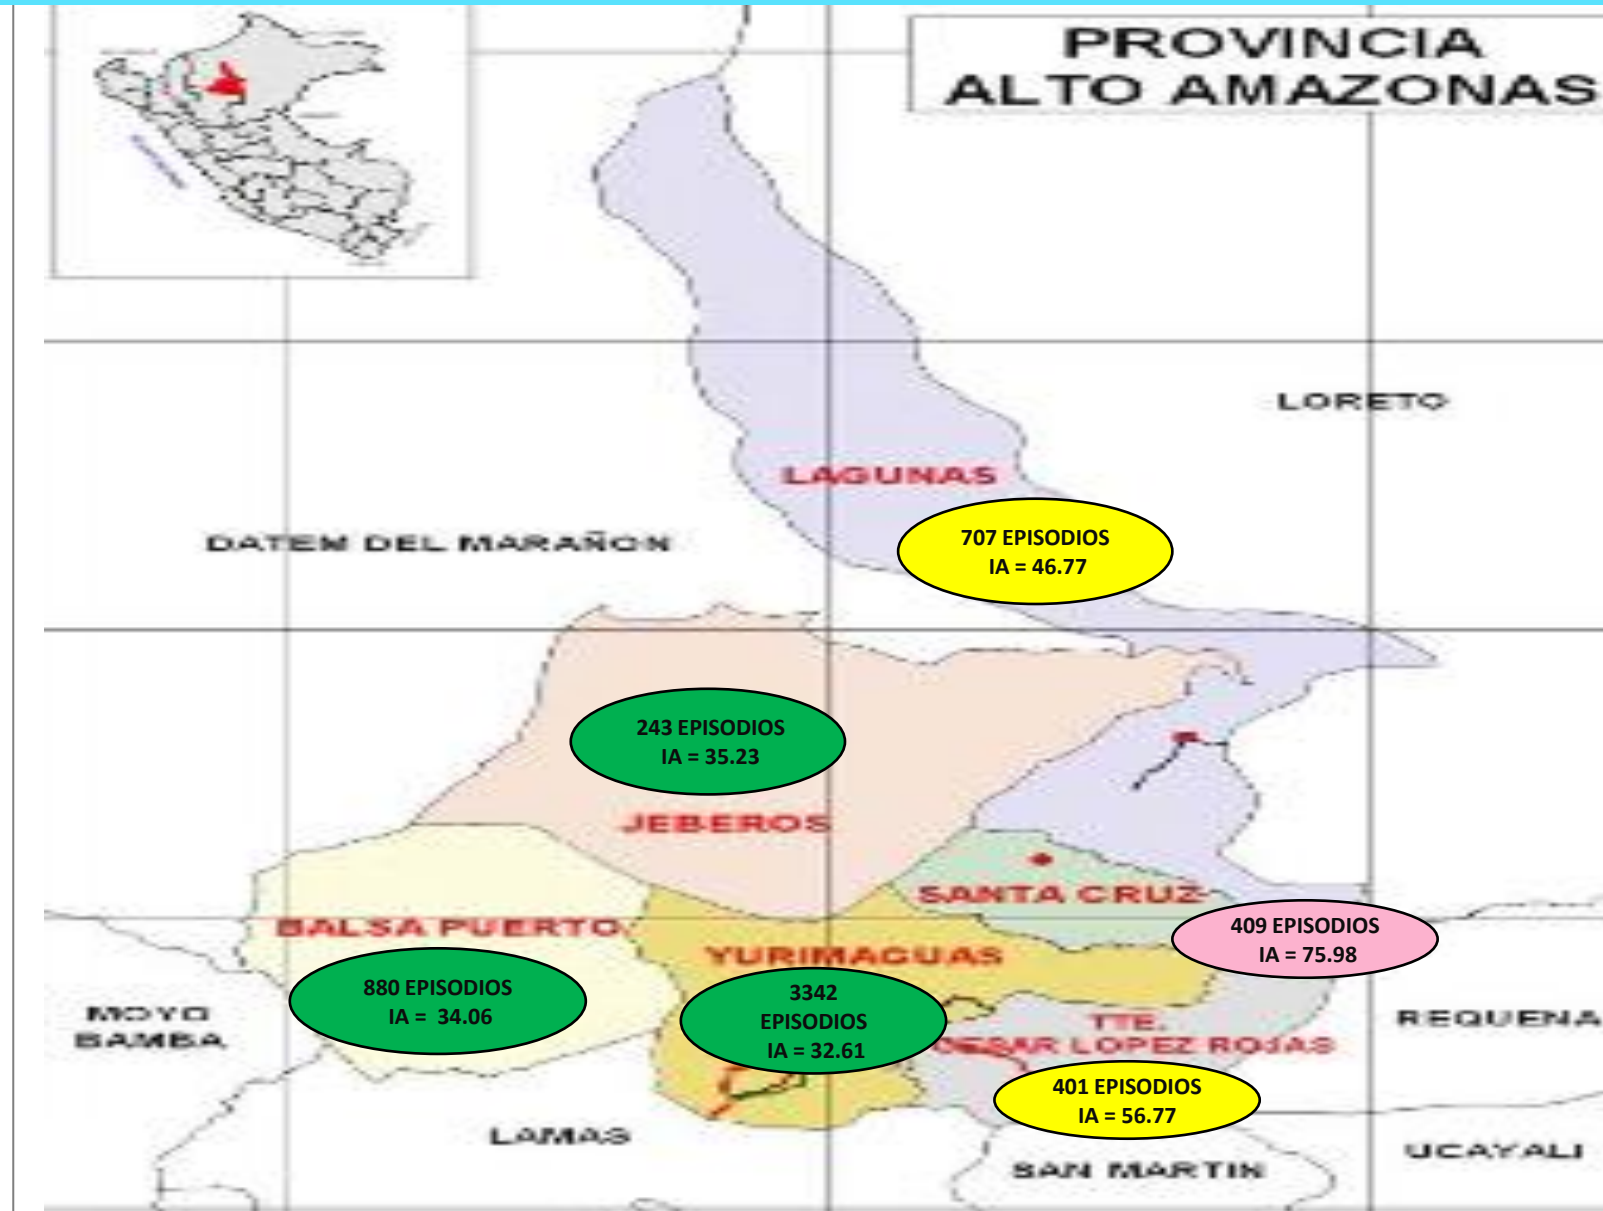 PROVINCIA
ALTO AMAZONAS
LORETO
LAGUNAS
707 EPISODIOS
IA = 46.77
DATEM DEL MARAÑON
243 EPISODIOS
IA = 35.23
JEBEROS
SANTA CRUZ
409 EPISODIOS
IA = 75.98
BALSA PUERTO
YURIMAGUAS
880 EPISODIOS
IA = 34.06
3342
EPISODIOS
IA = 32.61
MOYO
BAMBA
REQUENA
TTE.
CESAR LOPEZ ROJAS
401 EPISODIOS
IA = 56.77
LAMAS
SAN MARTIN
UCAYALI